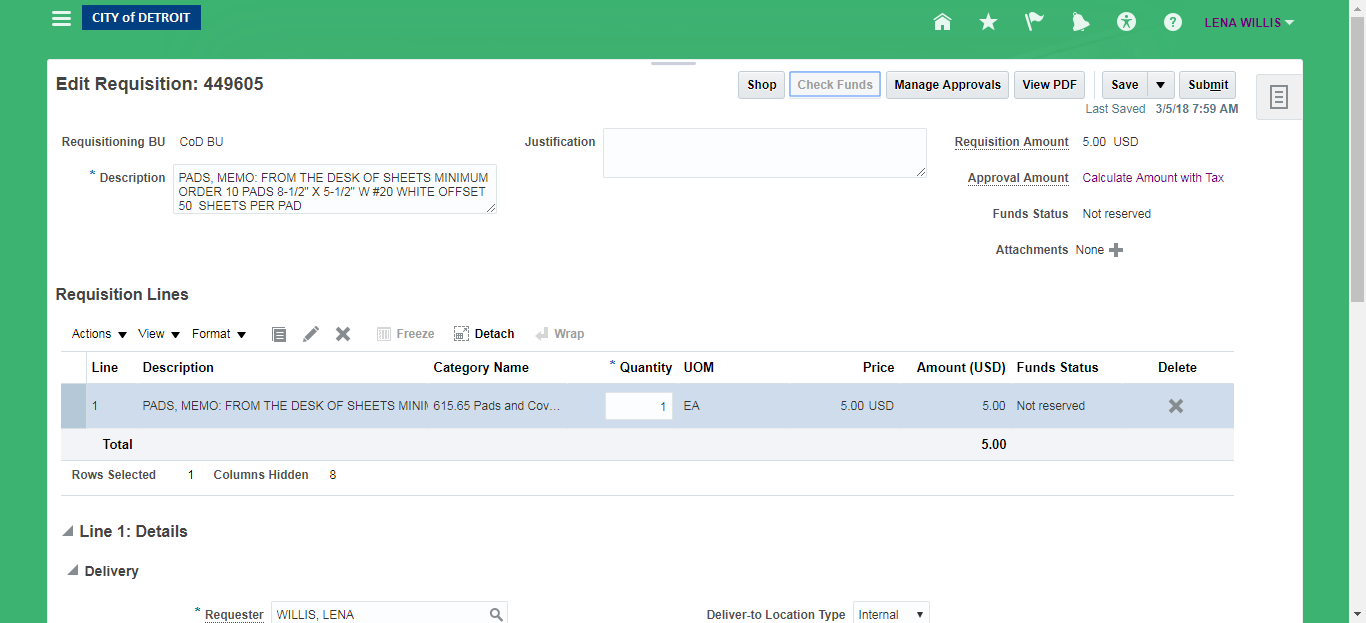 CITY of DETROIT
LENA WILLIS
Edit Requisition: 449605
Shop Check Funds Manage Approvals View PDF Save Submit
Last Saved 3/5/18 7:59 AM
Requisitioning BU CoD BU
Justification
Requisition Amount 5.00 USD
* Description PADS, MEMO: FROM THE DESK OF SHEETS MINIMUM
ORDER 10 PADS 8-1/2" X 5-1/2" W #20 WHITE OFFSET
50 SHEETS PER PAD
Approval Amount Calculate Amount with Tax
Funds Status Not reserved
Attachments None
Requisition Lines
Actions View Format Freeze Detach Wrap
Line Description Category Name * Quantity UOM Price Amount (USD) Funds Status Delete
1 PADS, MEMO: FROM THE DESK OF SHEETS MINI 615.65 Pads and Cov... 1 EA 5.00 USD 5.00 Not reserved
Total 5.00
Rows Selected 1 Columns Hidden 8
Line 1: Details
Delivery
* Requester WILLIS, LENA Deliver-to Location Type Internal